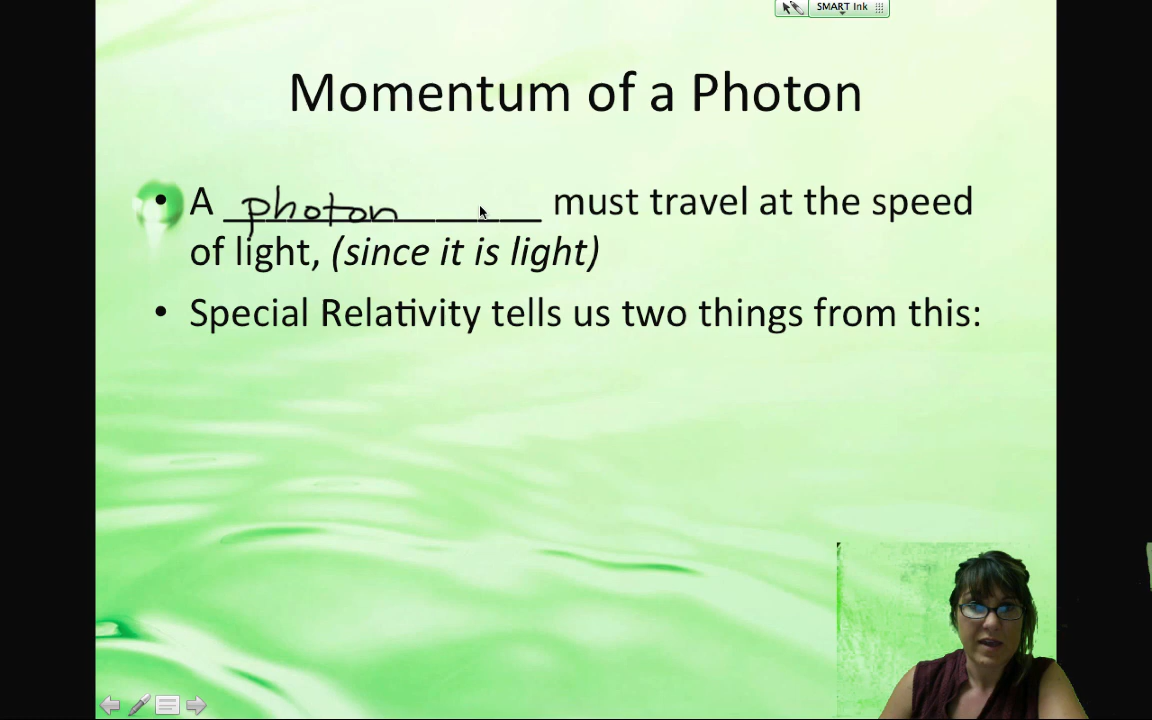 SMART Ink
Momentum of a Photon
• A photon must travel at the speed
of light, (since it is light)
• Special Relativity tells us two things from this: